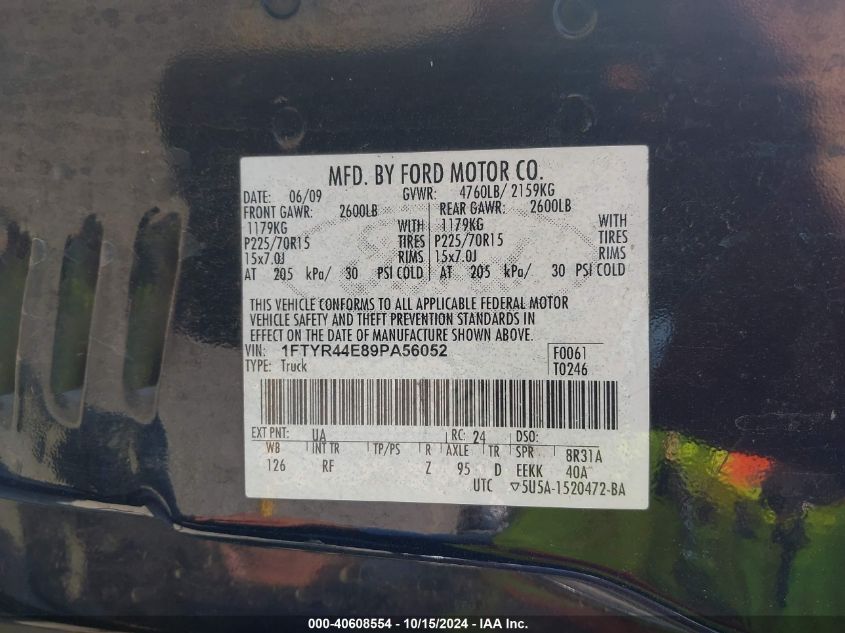 MFD. BY FORD MOTOR CO.
DATE: 06/09 GVWR: 4760LB/ 2159KG
FRONT GAWR: 2600LB REAR GAWR: 2600LB
1179KG WITH 1179KG WITH
P225/70R15 TIRES P225/70R15 TIRES
15x7.0J RIMS 15x7.0J RIMS
AT 205 kPa/ 30 PSI COLD AT 205 kPa/ 30 PSI COLD
THIS VEHICLE CONFORMS TO ALL APPLICABLE FEDERAL MOTOR
VEHICLE SAFETY AND THEFT PREVENTION STANDARDS IN
EFFECT ON THE DATE OF MANUFACTURE SHOWN ABOVE.
VIN: 1FTYR44E89PA56052 F0061
TYPE: Truck T0246
EXT PNT: UA RC: 24 DSO:
WB INT TR TP/PS R AXLE TR SPR 8R31A
126 RF Z 95 D EEKK 40A
UTC ▽5U5A-1520472-BA
000-40608554 - 10/15/2024 - IAA Inc.